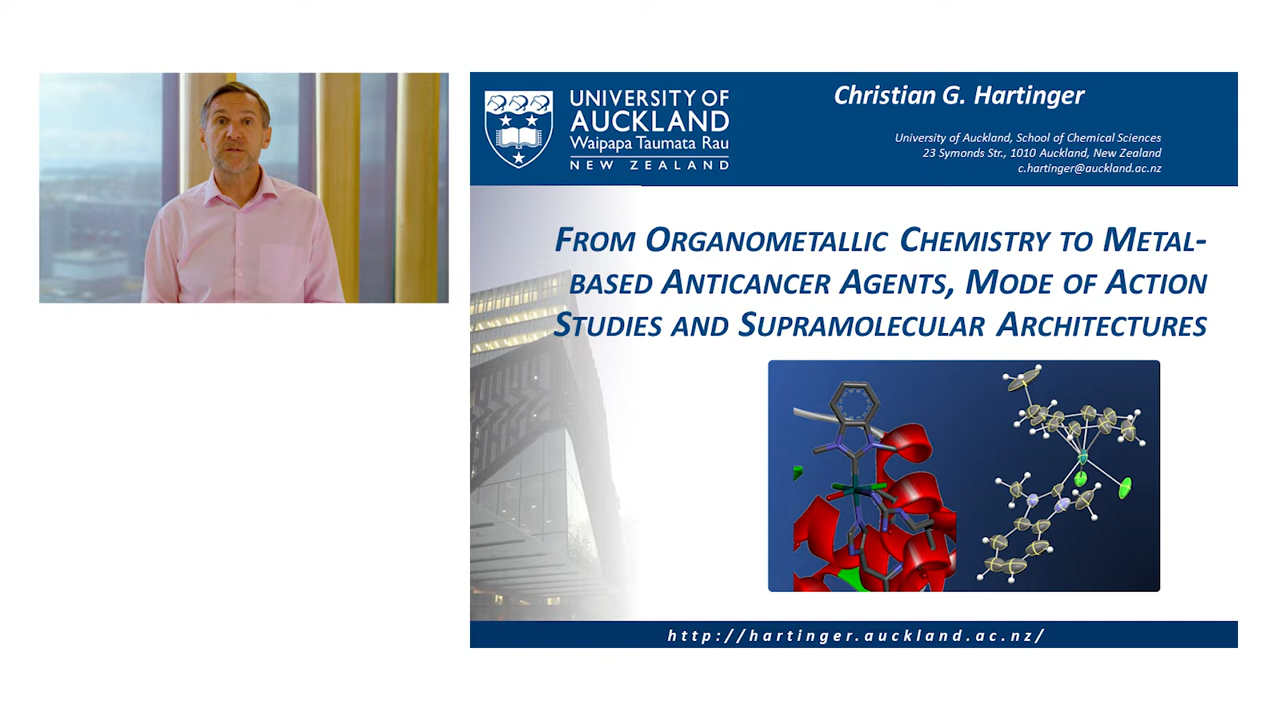 UNIVERSITY OF
AUCKLAND
Waipapa Taumata Rau
NEW ZEALAND
Christian G. Hartinger
University of Auckland, School of Chemical Sciences
23 Symonds Str., 1010 Auckland, New Zealand
c.hartinger@auckland.ac.nz
FROM ORGANOMETALLIC CHEMISTRY TO METAL-
BASED ANTICANCER AGENTS, MODE OF ACTION
STUDIES AND SUPRAMOLECULAR ARCHITECTURES
http://hartinger.auckland.ac.nz/